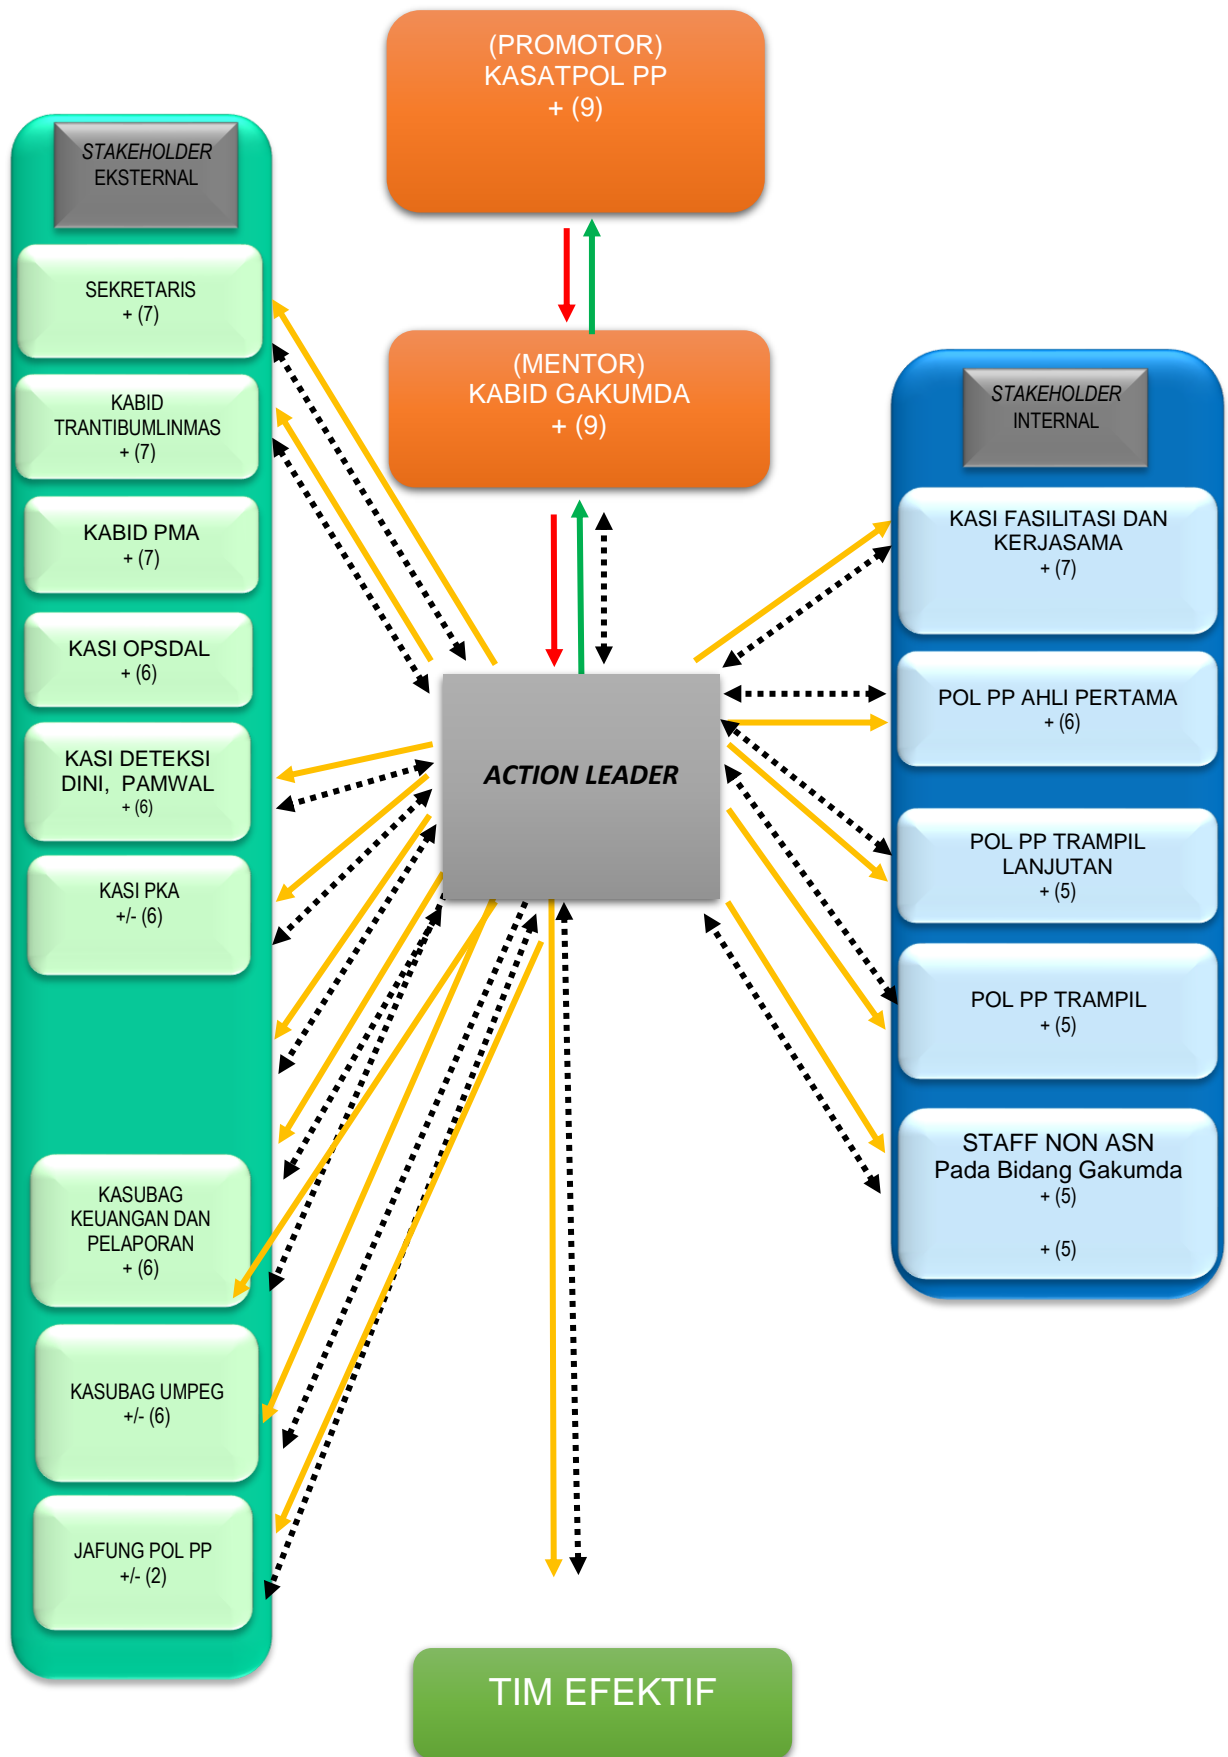 (PROMOTOR)
KASATPOL PP
+ (9)
STAKEHOLDER
EKSTERNAL
SEKRETARIS
+ (7)
KABID
TRANTIBUMLINMAS
+ (7)
KABID PMA
+ (7)
KASI OPSDAL
+ (6)
KASI DETEKSI
DINI, PAMWAL
+ (6)
KASI PKA
+/- (6)
KASUBAG
KEUANGAN DAN
PELAPORAN
+ (6)
KASUBAG UMPEG
+/- (6)
JAFUNG POL PP
+/- (2)
(MENTOR)
KABID GAKUMDA
+ (9)
ACTION LEADER
STAKEHOLDER
INTERNAL
KASI FASILITASI DAN
KERJASAMA
+ (7)
POL PP AHLI PERTAMA
+ (6)
POL PP TRAMPIL
LANJUTAN
+ (5)
POL PP TRAMPIL
+ (5)
STAFF NON ASN
Pada Bidang Gakumda
+ (5)
+ (5)
TIM EFEKTIF